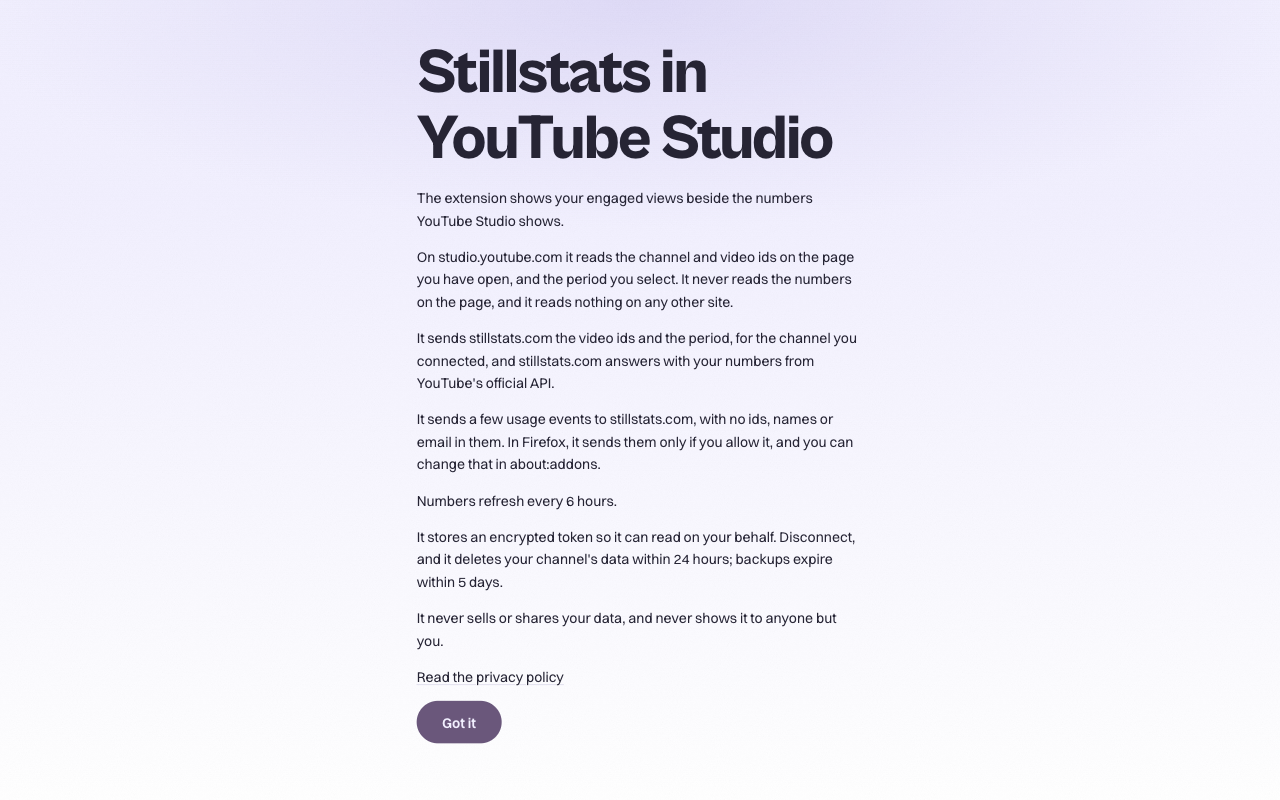 Stillstats in
YouTube Studio
The extension shows your engaged views beside the numbers
YouTube Studio shows.
On studio.youtube.com it reads the channel and video ids on the page
you have open, and the period you select. It never reads the numbers
on the page, and it reads nothing on any other site.
It sends stillstats.com the video ids and the period, for the channel you
connected, and stillstats.com answers with your numbers from
YouTube's official API.
It sends a few usage events to stillstats.com, with no ids, names or
email in them. In Firefox, it sends them only if you allow it, and you can
change that in about:addons.
Numbers refresh every 6 hours.
It stores an encrypted token so it can read on your behalf. Disconnect,
and it deletes your channel's data within 24 hours; backups expire
within 5 days.
It never sells or shares your data, and never shows it to anyone but
you.
Read the privacy policy
Got it